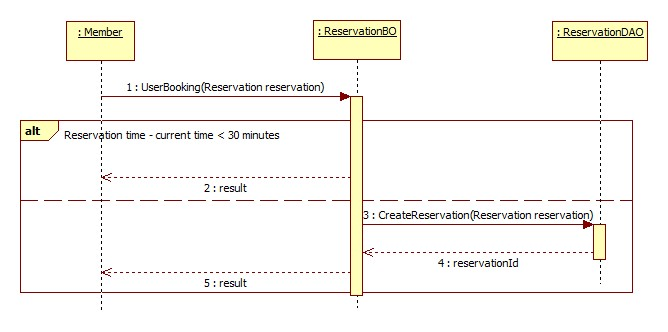 : Member
: ReservationBO
: ReservationDAO
1 : UserBooking(Reservation reservation)
alt
Reservation time - current time < 30 minutes
2 : result
3 : CreateReservation(Reservation reservation)
4 : reservationId
5 : result